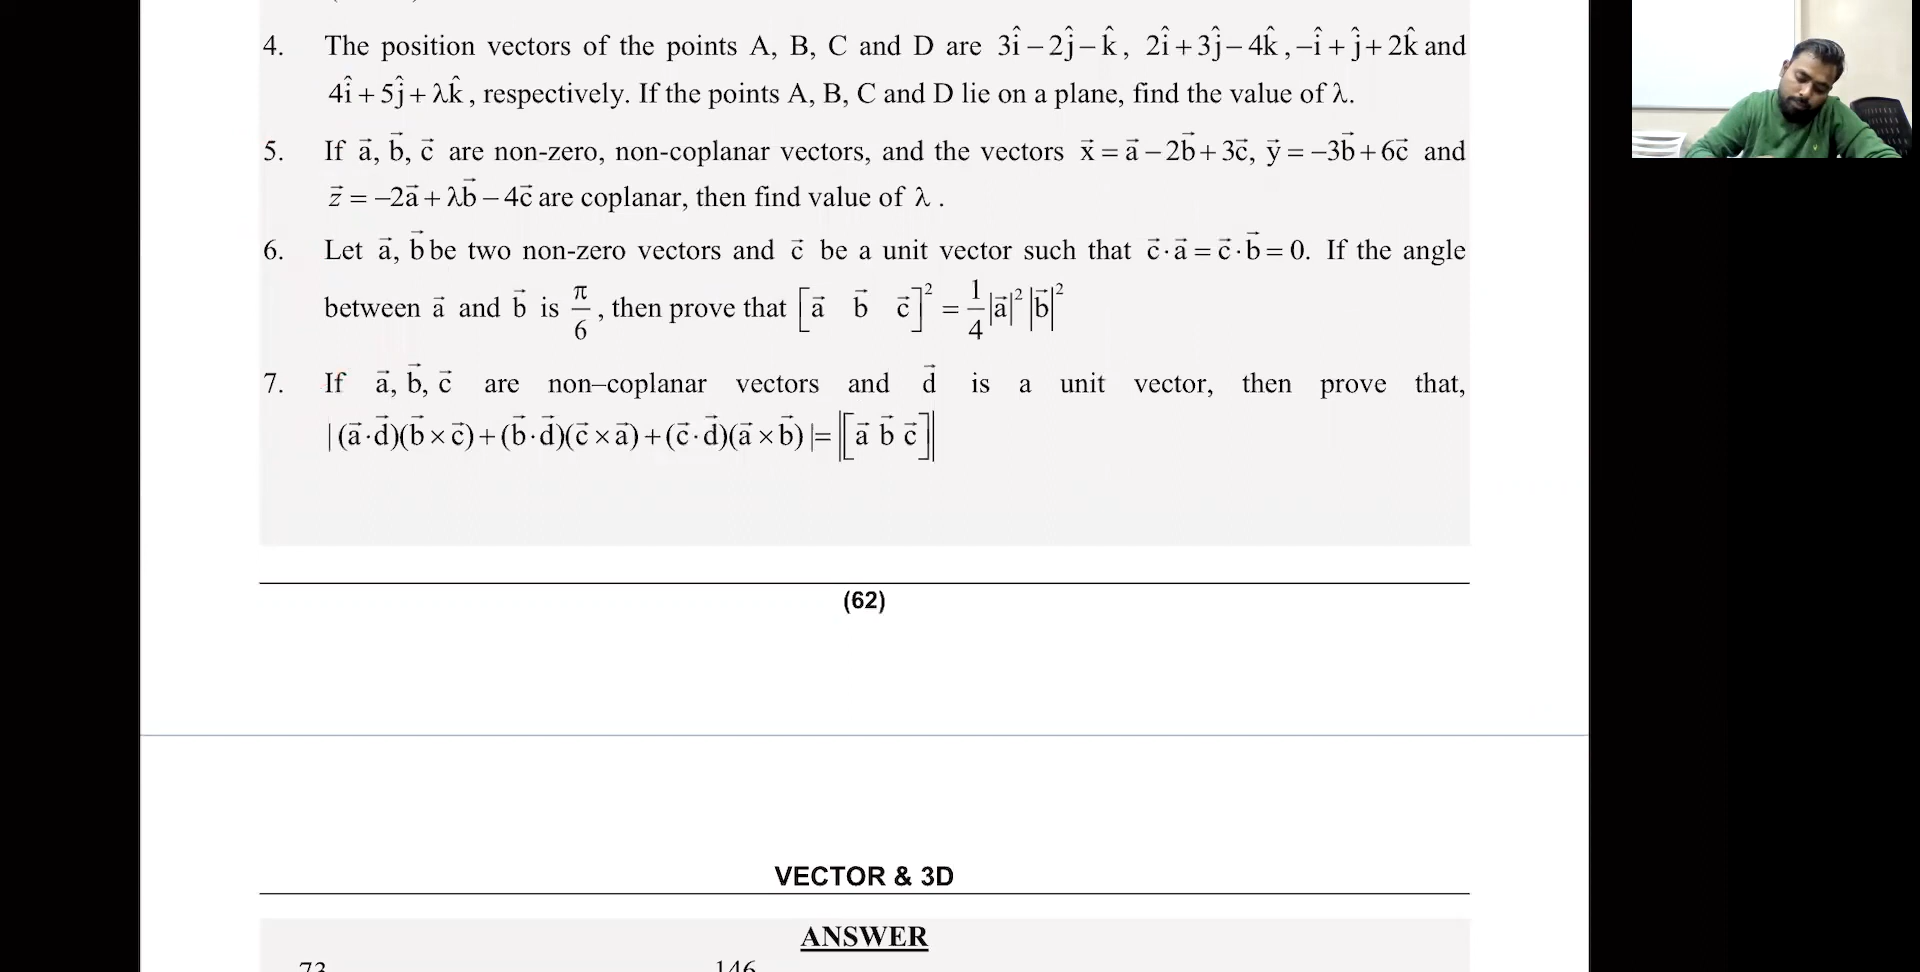 4. The position vectors of the points A, B, C and D are 3î – 2ĵ – k̂, 2î + 3ĵ – 4k̂, –î + ĵ + 2k̂ and
4î + 5ĵ + λk̂, respectively. If the points A, B, C and D lie on a plane, find the value of λ.
5. If a⃗, b⃗, c⃗ are non-zero, non-coplanar vectors, and the vectors x⃗ = a⃗ – 2b⃗ + 3c⃗, y⃗ = –3b⃗ + 6c⃗ and
z⃗ = –2a⃗ + λb⃗ – 4c⃗ are coplanar, then find value of λ.
6. Let a⃗, b⃗ be two non-zero vectors and c⃗ be a unit vector such that c⃗·a⃗ = c⃗·b⃗ = 0. If the angle
between a⃗ and b⃗ is π/6, then prove that [a⃗ b⃗ c⃗]² = 1/4 |a⃗|² |b⃗|²
7. If a⃗, b⃗, c⃗ are non–coplanar vectors and d⃗ is a unit vector, then prove that,
|(a⃗·d⃗)(b⃗ × c⃗) + (b⃗·d⃗)(c⃗ × a⃗) + (c⃗·d⃗)(a⃗ × b⃗)| = |[a⃗ b⃗ c⃗]|
(62)
VECTOR & 3D
ANSWER